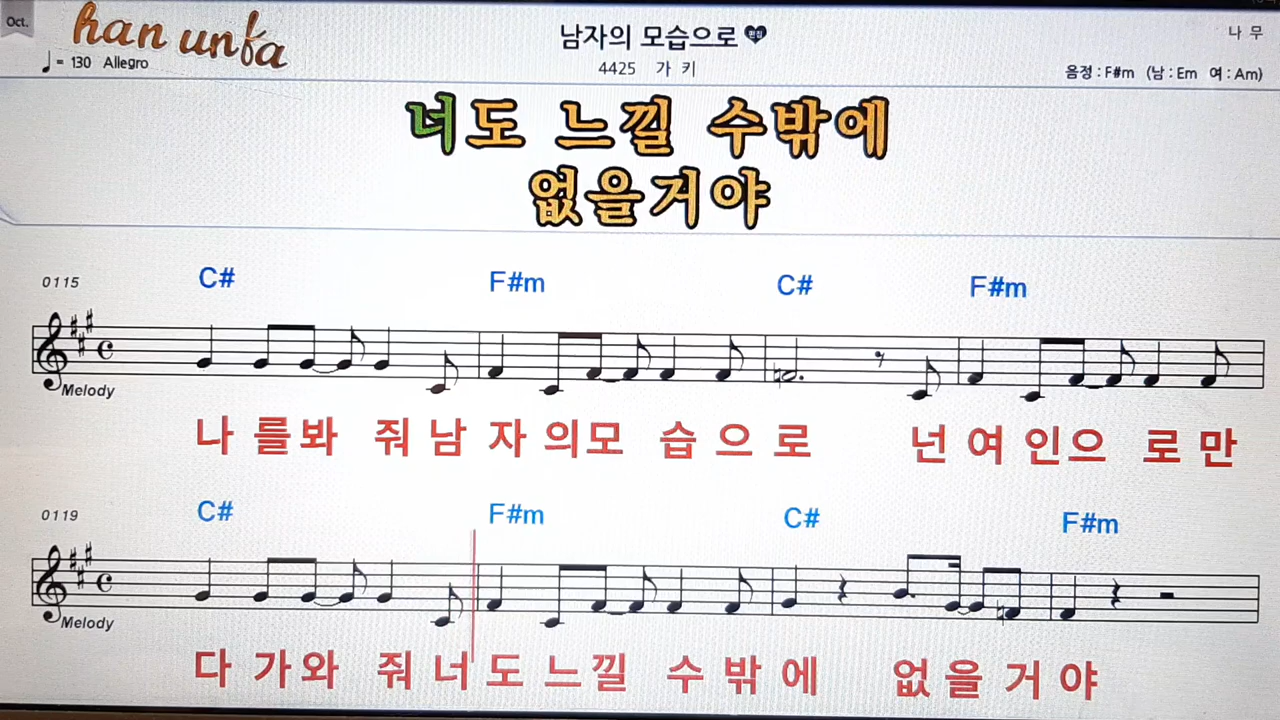 Oct.
han unfa
남자의 모습으로 편집
나 무
♩ = 130 Allegro
4425 가 키
음정 : F#m (남 : Em 여 : Am)
너도 느낄 수밖에
없을거야
0115
C# F#m C# F#m
Melody
나 를봐 줘 남 자 의모 습 으 로 넌 여 인으 로 만
0119
C# F#m C# F#m
Melody
다 가와 줘 너 도 느낄 수 밖 에 없 을 거 야